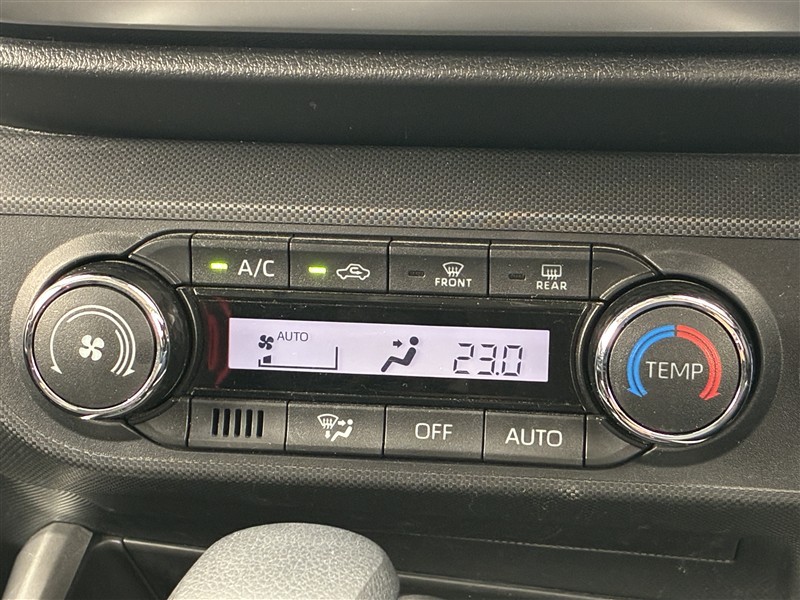 A/C
FRONT
REAR
AUTO
23.0
TEMP
OFF
AUTO